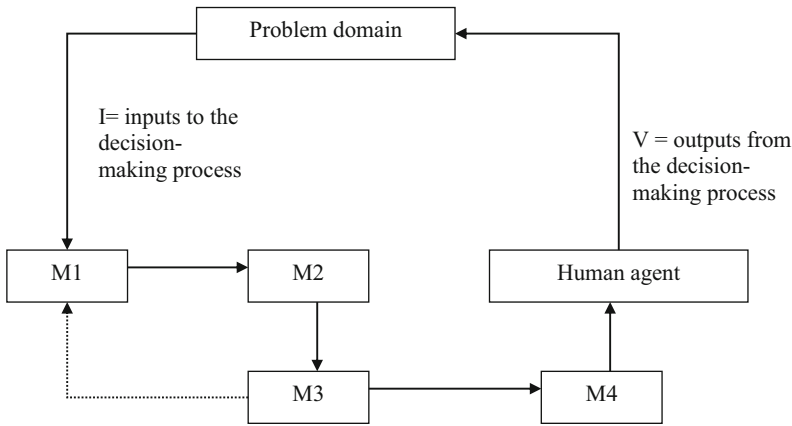 Problem domain
I= inputs to the
decision-
making process
V = outputs from
the decision-
making process
M1
M2
Human agent
M3
M4